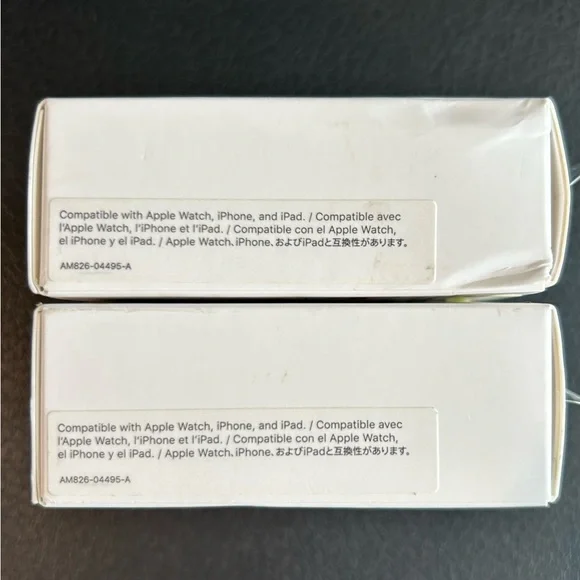 Compatible with Apple Watch, iPhone, and iPad. / Compatible avec
l'Apple Watch, l'iPhone et l'iPad. / Compatible con el Apple Watch,
el iPhone y el iPad. / Apple Watch、iPhone、およびiPadと互換性があります。
AM826-04495-A
Compatible with Apple Watch, iPhone, and iPad. / Compatible avec
l'Apple Watch, l'iPhone et l'iPad. / Compatible con el Apple Watch,
el iPhone y el iPad. / Apple Watch、iPhone、およびiPadと互換性があります。
AM826-04495-A